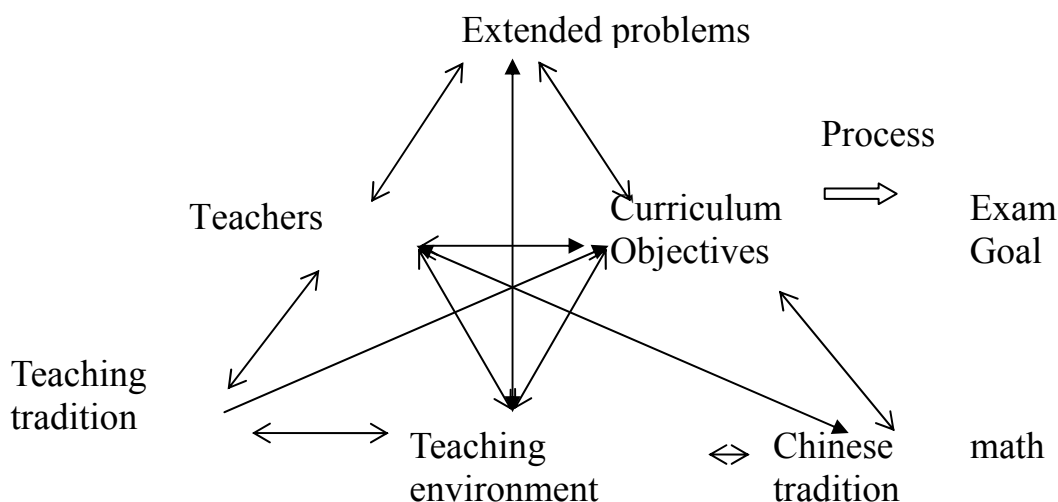 Extended problems
Process
Teachers
Curriculum
Objectives
Exam
Goal
Teaching
tradition
Teaching
environment
Chinese math
tradition